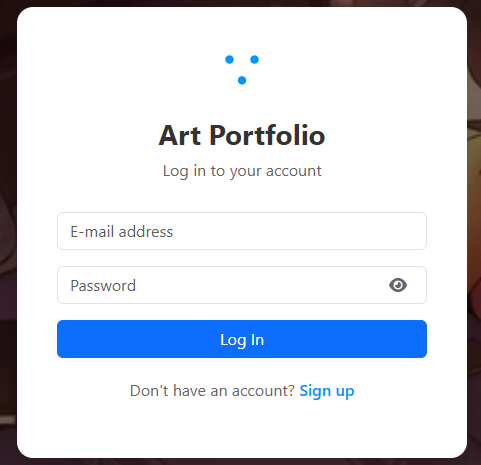 Art Portfolio
Log in to your account
E-mail address
Password
Log In
Don't have an account? Sign up